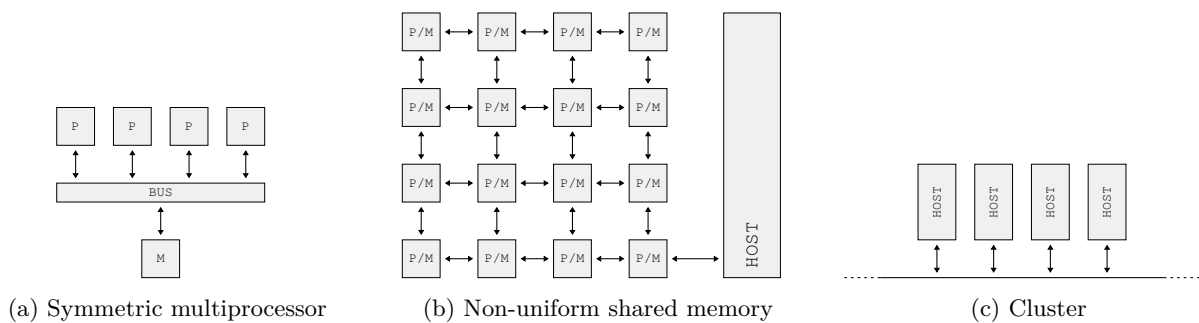 P P P P
BUS
M
(a) Symmetric multiprocessor
P/M P/M P/M P/M
P/M P/M P/M P/M
P/M P/M P/M P/M
P/M P/M P/M P/M
HOST
(b) Non-uniform shared memory
HOST HOST HOST HOST
(c) Cluster